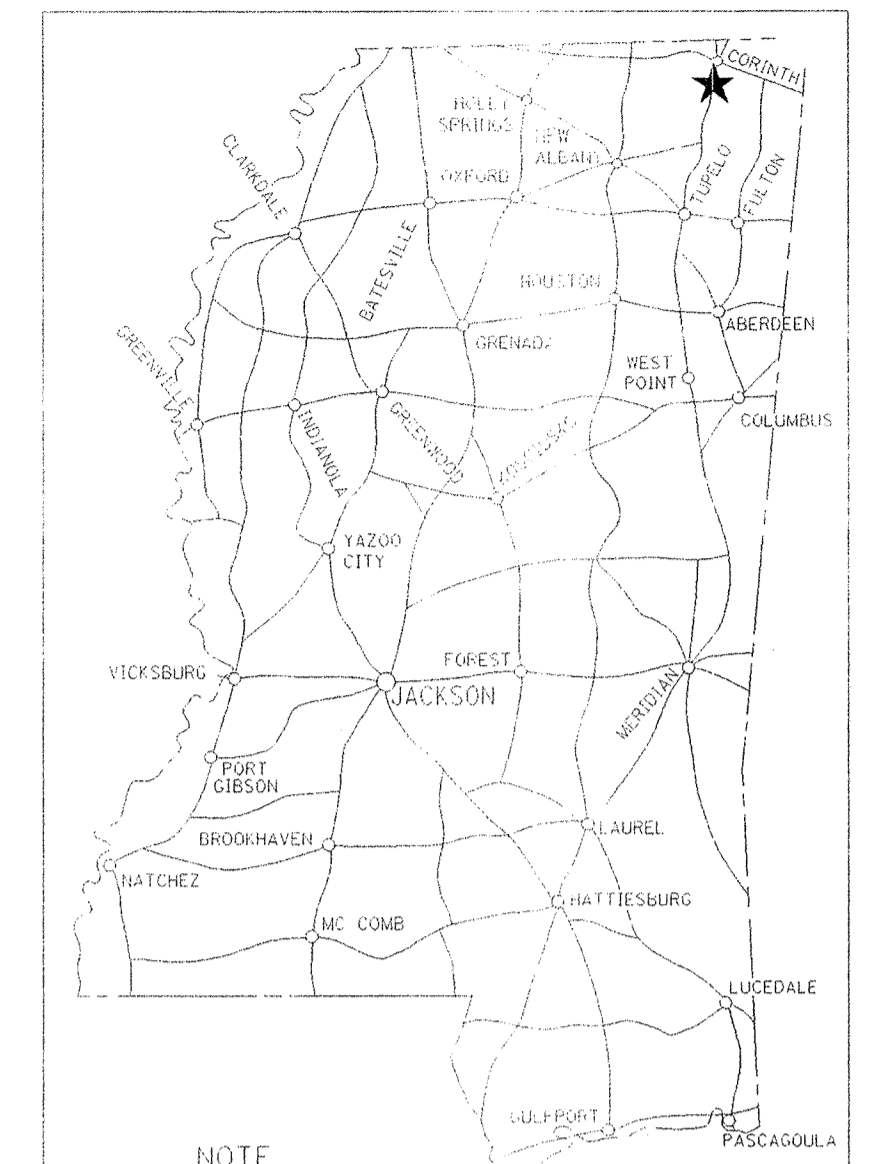 CORINTH
HOLLY
SPRINGS
NEW
ALBANY
CLARKDALE
OXFORD
TUPELO
FULTON
BATESVILLE
HOUSTON
ABERDEEN
GRENADA
GREENVILLE
WEST
POINT
COLUMBUS
INDIANOLA
GREENWOOD
KOSCIUSKO
YAZOO
CITY
VICKSBURG
FOREST
JACKSON
MERIDIAN
PORT
GIBSON
BROOKHAVEN
LAUREL
NATCHEZ
HATTIESBURG
MC COMB
LUCEDALE
GULFPORT
PASCAGOULA
NOTE